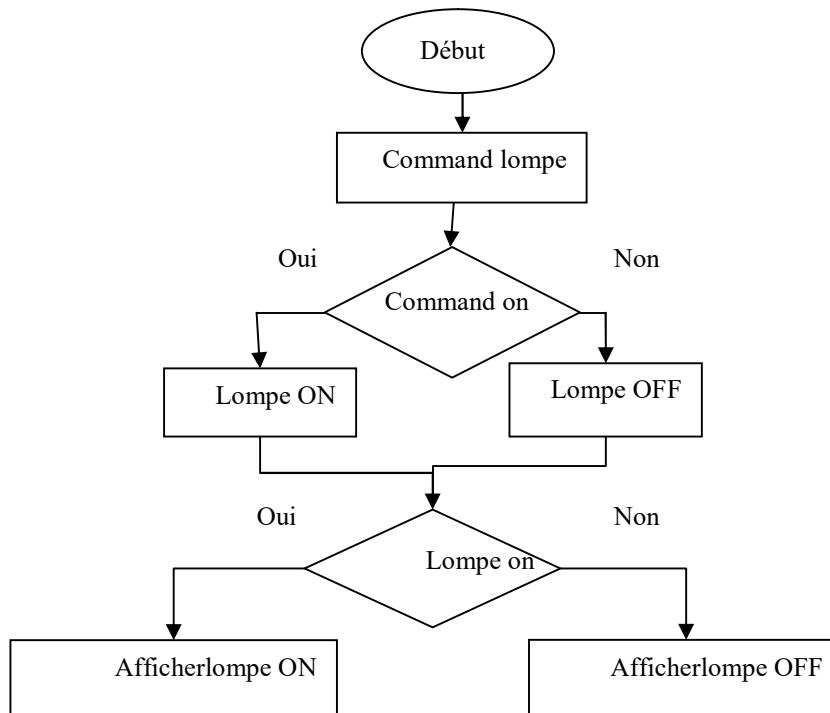 Début
Command lompe
Oui
Non
Command on
Lompe ON
Lompe OFF
Oui
Non
Lompe on
Afficherlompe ON
Afficherlompe OFF